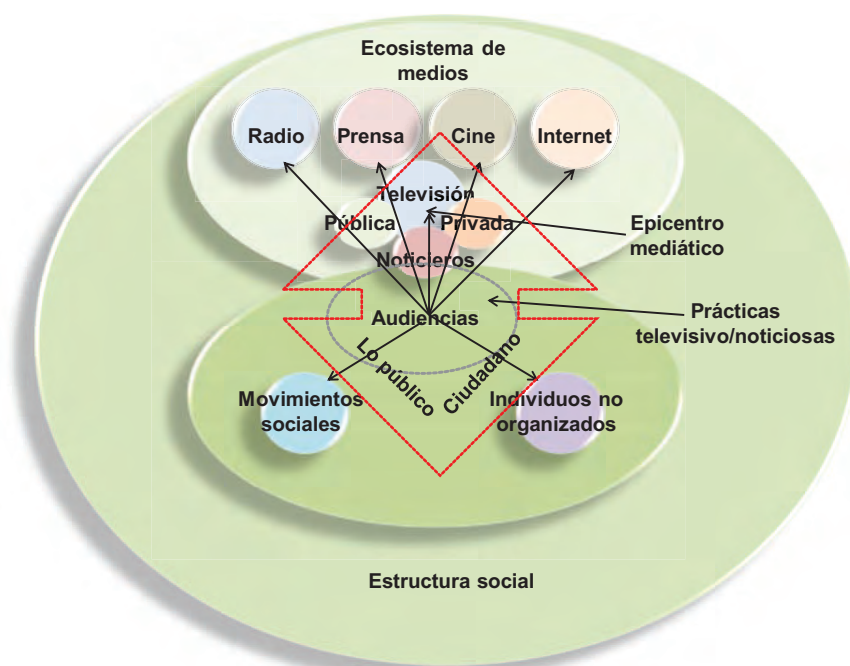 Ecosistema de
medios
Radio
Prensa
Cine
Internet
Televisión
Pública
Privada
Noticieros
Epicentro
mediático
Audiencias
Prácticas
televisivo/noticiosas
Lo público
Ciudadano
Movimientos
sociales
Individuos no
organizados
Estructura social